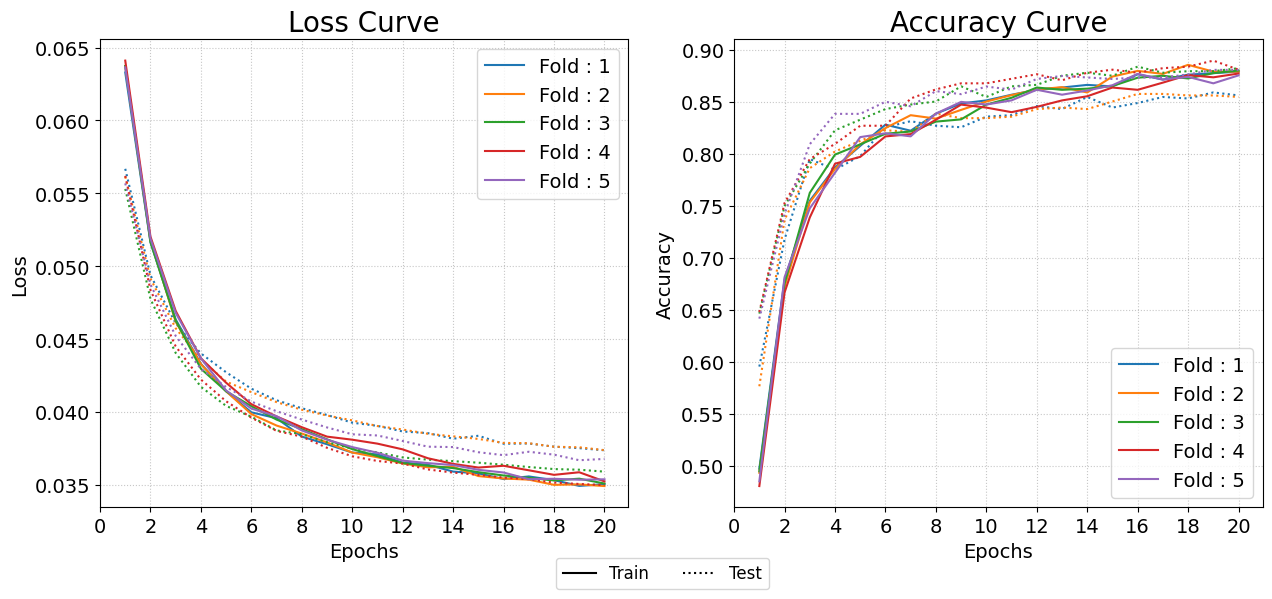 Loss Curve
0.065
0.060
0.055
0.050
0.045
0.040
0.035
Loss
0 2 4 6 8 10 12 14 16 18 20
Epochs
Fold : 1
Fold : 2
Fold : 3
Fold : 4
Fold : 5
Accuracy Curve
0.90
0.85
0.80
0.75
0.70
0.65
0.60
0.55
0.50
Accuracy
0 2 4 6 8 10 12 14 16 18 20
Epochs
Fold : 1
Fold : 2
Fold : 3
Fold : 4
Fold : 5
Train Test